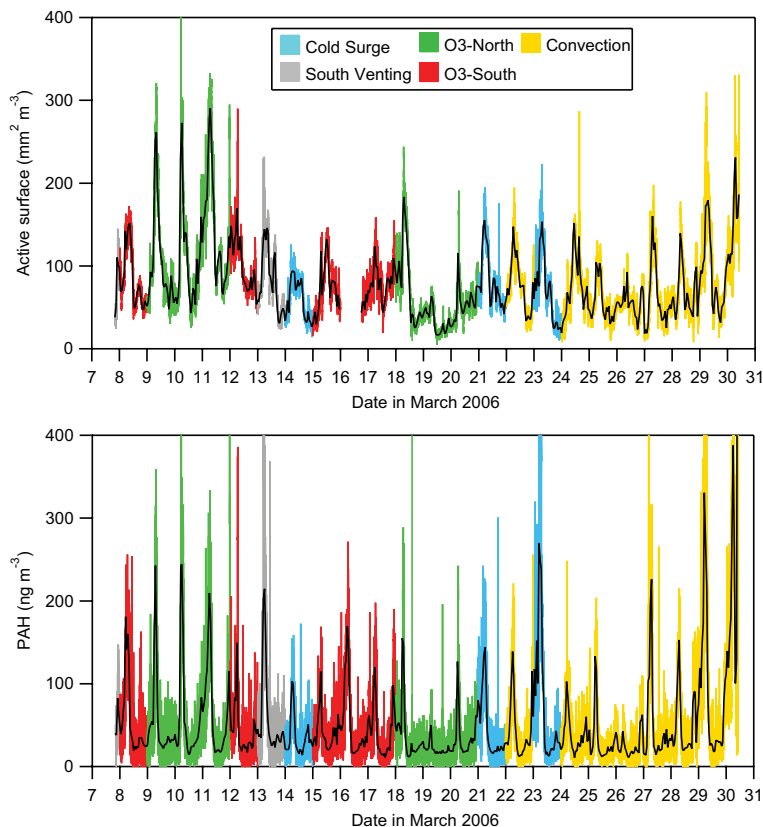 400
300
200
100
0
Active surface (mm² m⁻³)
Cold Surge O3-North Convection
South Venting O3-South
7 8 9 10 11 12 13 14 15 16 17 18 19 20 21 22 23 24 25 26 27 28 29 30 31
Date in March 2006
400
300
200
100
0
PAH (ng m⁻³)
7 8 9 10 11 12 13 14 15 16 17 18 19 20 21 22 23 24 25 26 27 28 29 30 31
Date in March 2006